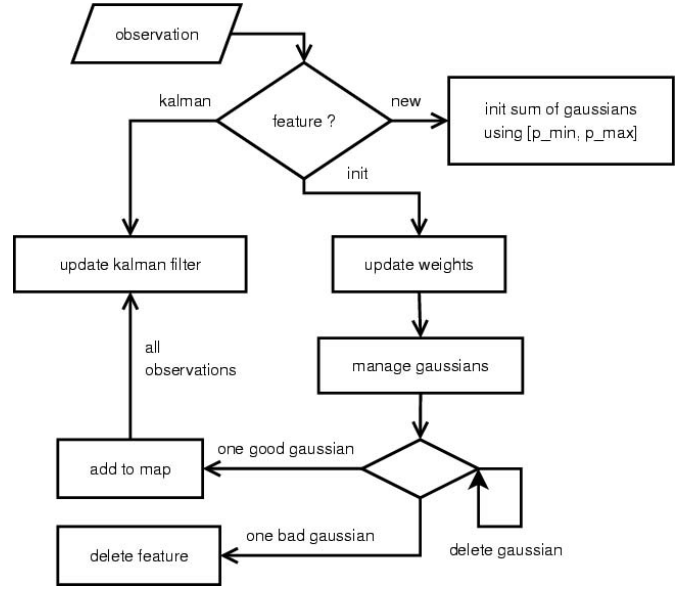 observation
kalman
feature ?
new
init sum of gaussians
using [p_min, p_max]
init
update kalman filter
update weights
all
observations
manage gaussians
one good gaussian
add to map
one bad gaussian
delete gaussian
delete feature